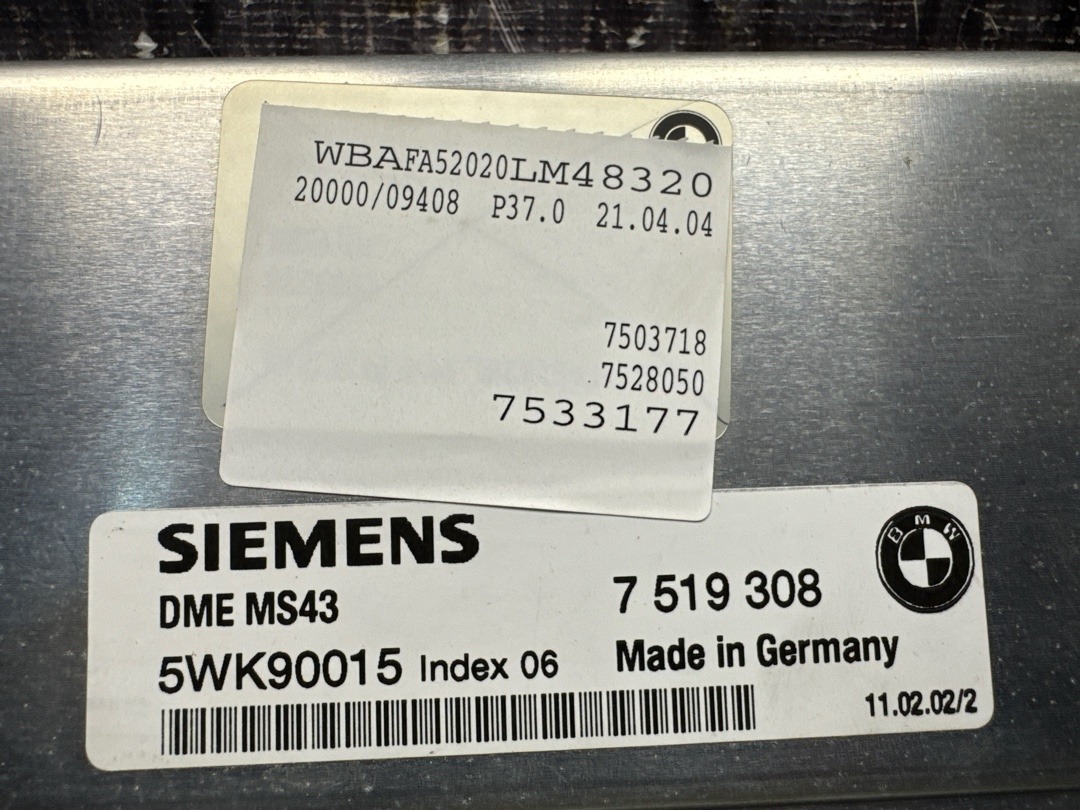 WBAFA52020LM48320
20000/09408 P37.0 21.04.04
7503718
7528050
7533177
SIEMENS
BMW
DME MS43
7 519 308
5WK90015 Index 06
Made in Germany
11.02.02/2